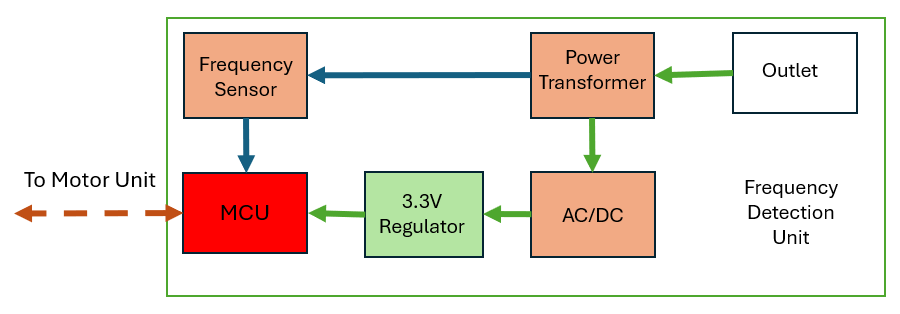 Frequency
Sensor
Power
Transformer
Outlet
To Motor Unit
MCU
3.3V
Regulator
AC/DC
Frequency
Detection
Unit